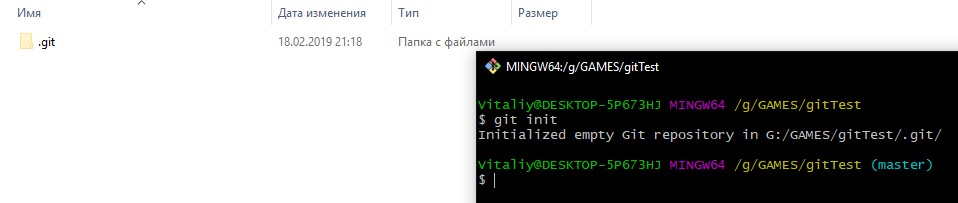 Имя Дата изменения Тип Размер
.git 18.02.2019 21:18 Папка с файлами
MINGW64:/g/GAMES/gitTest
Vitaliy@DESKTOP-5P673HJ MINGW64 /g/GAMES/gitTest
$ git init
Initialized empty Git repository in G:/GAMES/gitTest/.git/
Vitaliy@DESKTOP-5P673HJ MINGW64 /g/GAMES/gitTest (master)
$